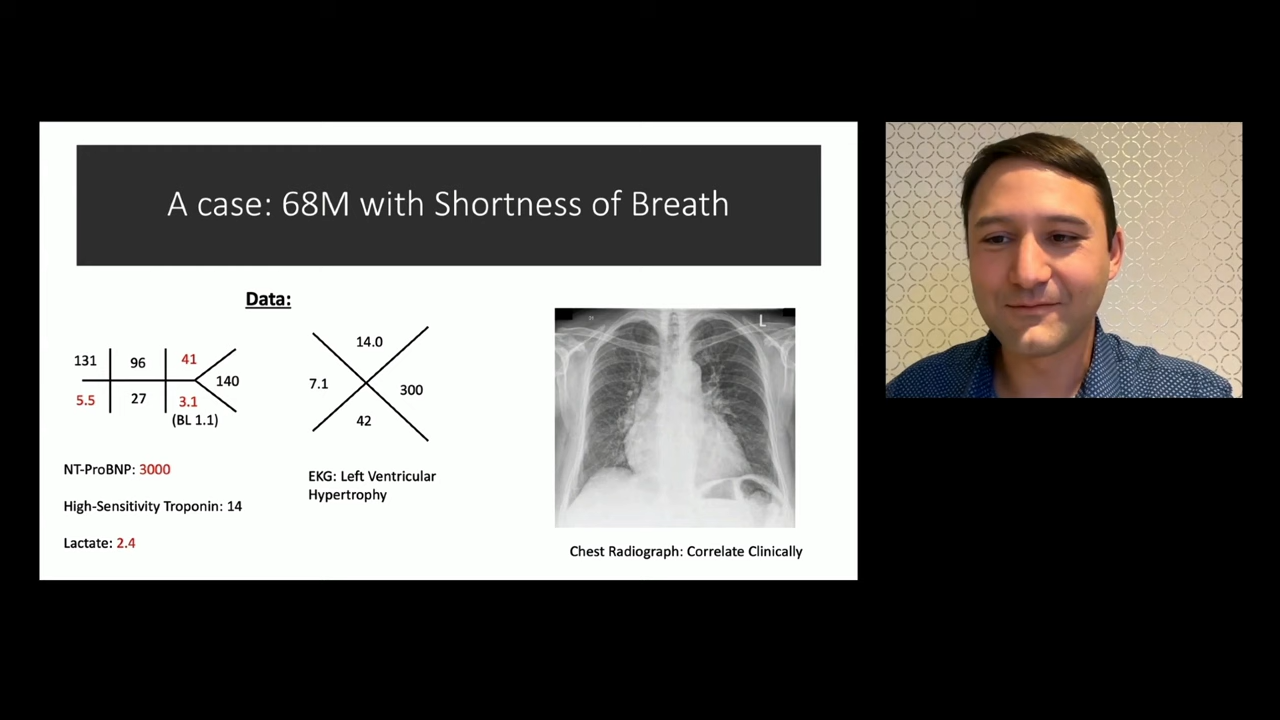 A case: 68M with Shortness of Breath
Data:
131
96
41
140
5.5
27
3.1
(BL 1.1)
14.0
7.1
300
42
NT-ProBNP: 3000
High-Sensitivity Troponin: 14
Lactate: 2.4
EKG: Left Ventricular
Hypertrophy
L
Chest Radiograph: Correlate Clinically